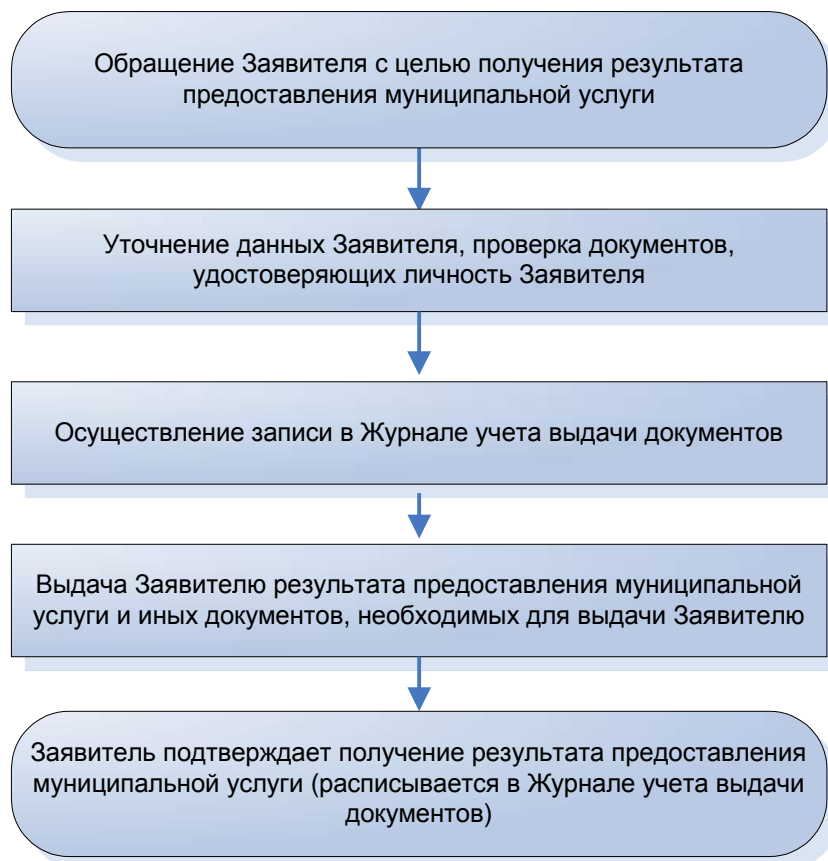 Обращение Заявителя с целью получения результата
предоставления муниципальной услуги
Уточнение данных Заявителя, проверка документов,
удостоверяющих личность Заявителя
Осуществление записи в Журнале учета выдачи документов
Выдача Заявителю результата предоставления муниципальной
услуги и иных документов, необходимых для выдачи Заявителю
Заявитель подтверждает получение результата предоставления
муниципальной услуги (расписывается в Журнале учета выдачи
документов)